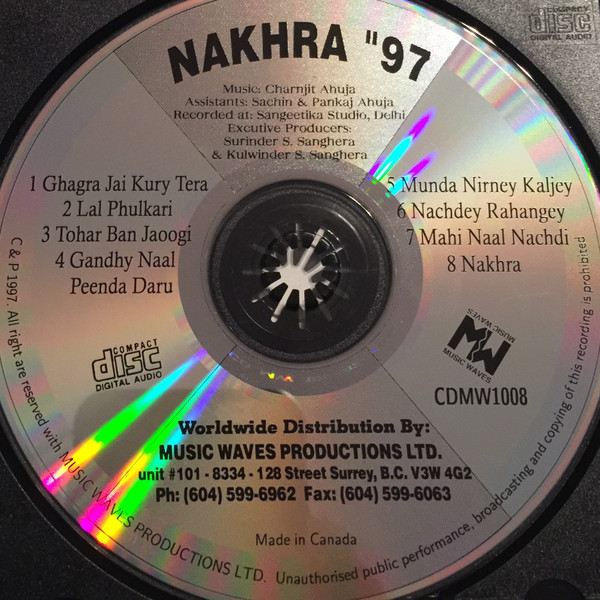 COMPACT
disc
DIGITAL AUDIO
NAKHRA "97
Music: Charnjit Ahuja
Assistants: Sachin & Pankaj Ahuja
Recorded at: Sangeetika Studio, Delhi
Excutive Producers:
Surinder S. Sanghera
& Kulwinder S. Sanghera
1 Ghagra Jai Kury Tera
2 Lal Phulkari
3 Tohar Ban Jaoogi
4 Gandhy Naal
Peenda Daru
5 Munda Nirney Kaljey
6 Nachdey Rahangey
7 Mahi Naal Nachdi
8 Nakhra
COMPACT
disc
DIGITAL AUDIO
MUSIC WAVES
MW
MUSIC WAVES
CDMW1008
Worldwide Distribution By:
MUSIC WAVES PRODUCTIONS LTD.
unit #101 - 8334 - 128 Street Surrey, B.C. V3W 4G2
Ph: (604) 599-6962 Fax: (604) 599-6063
Made in Canada
C & P 1997. All right are reserved with MUSIC WAVES PRODUCTIONS LTD. Unauthorised public performance, broadcasting and copying of this recording is prohibited